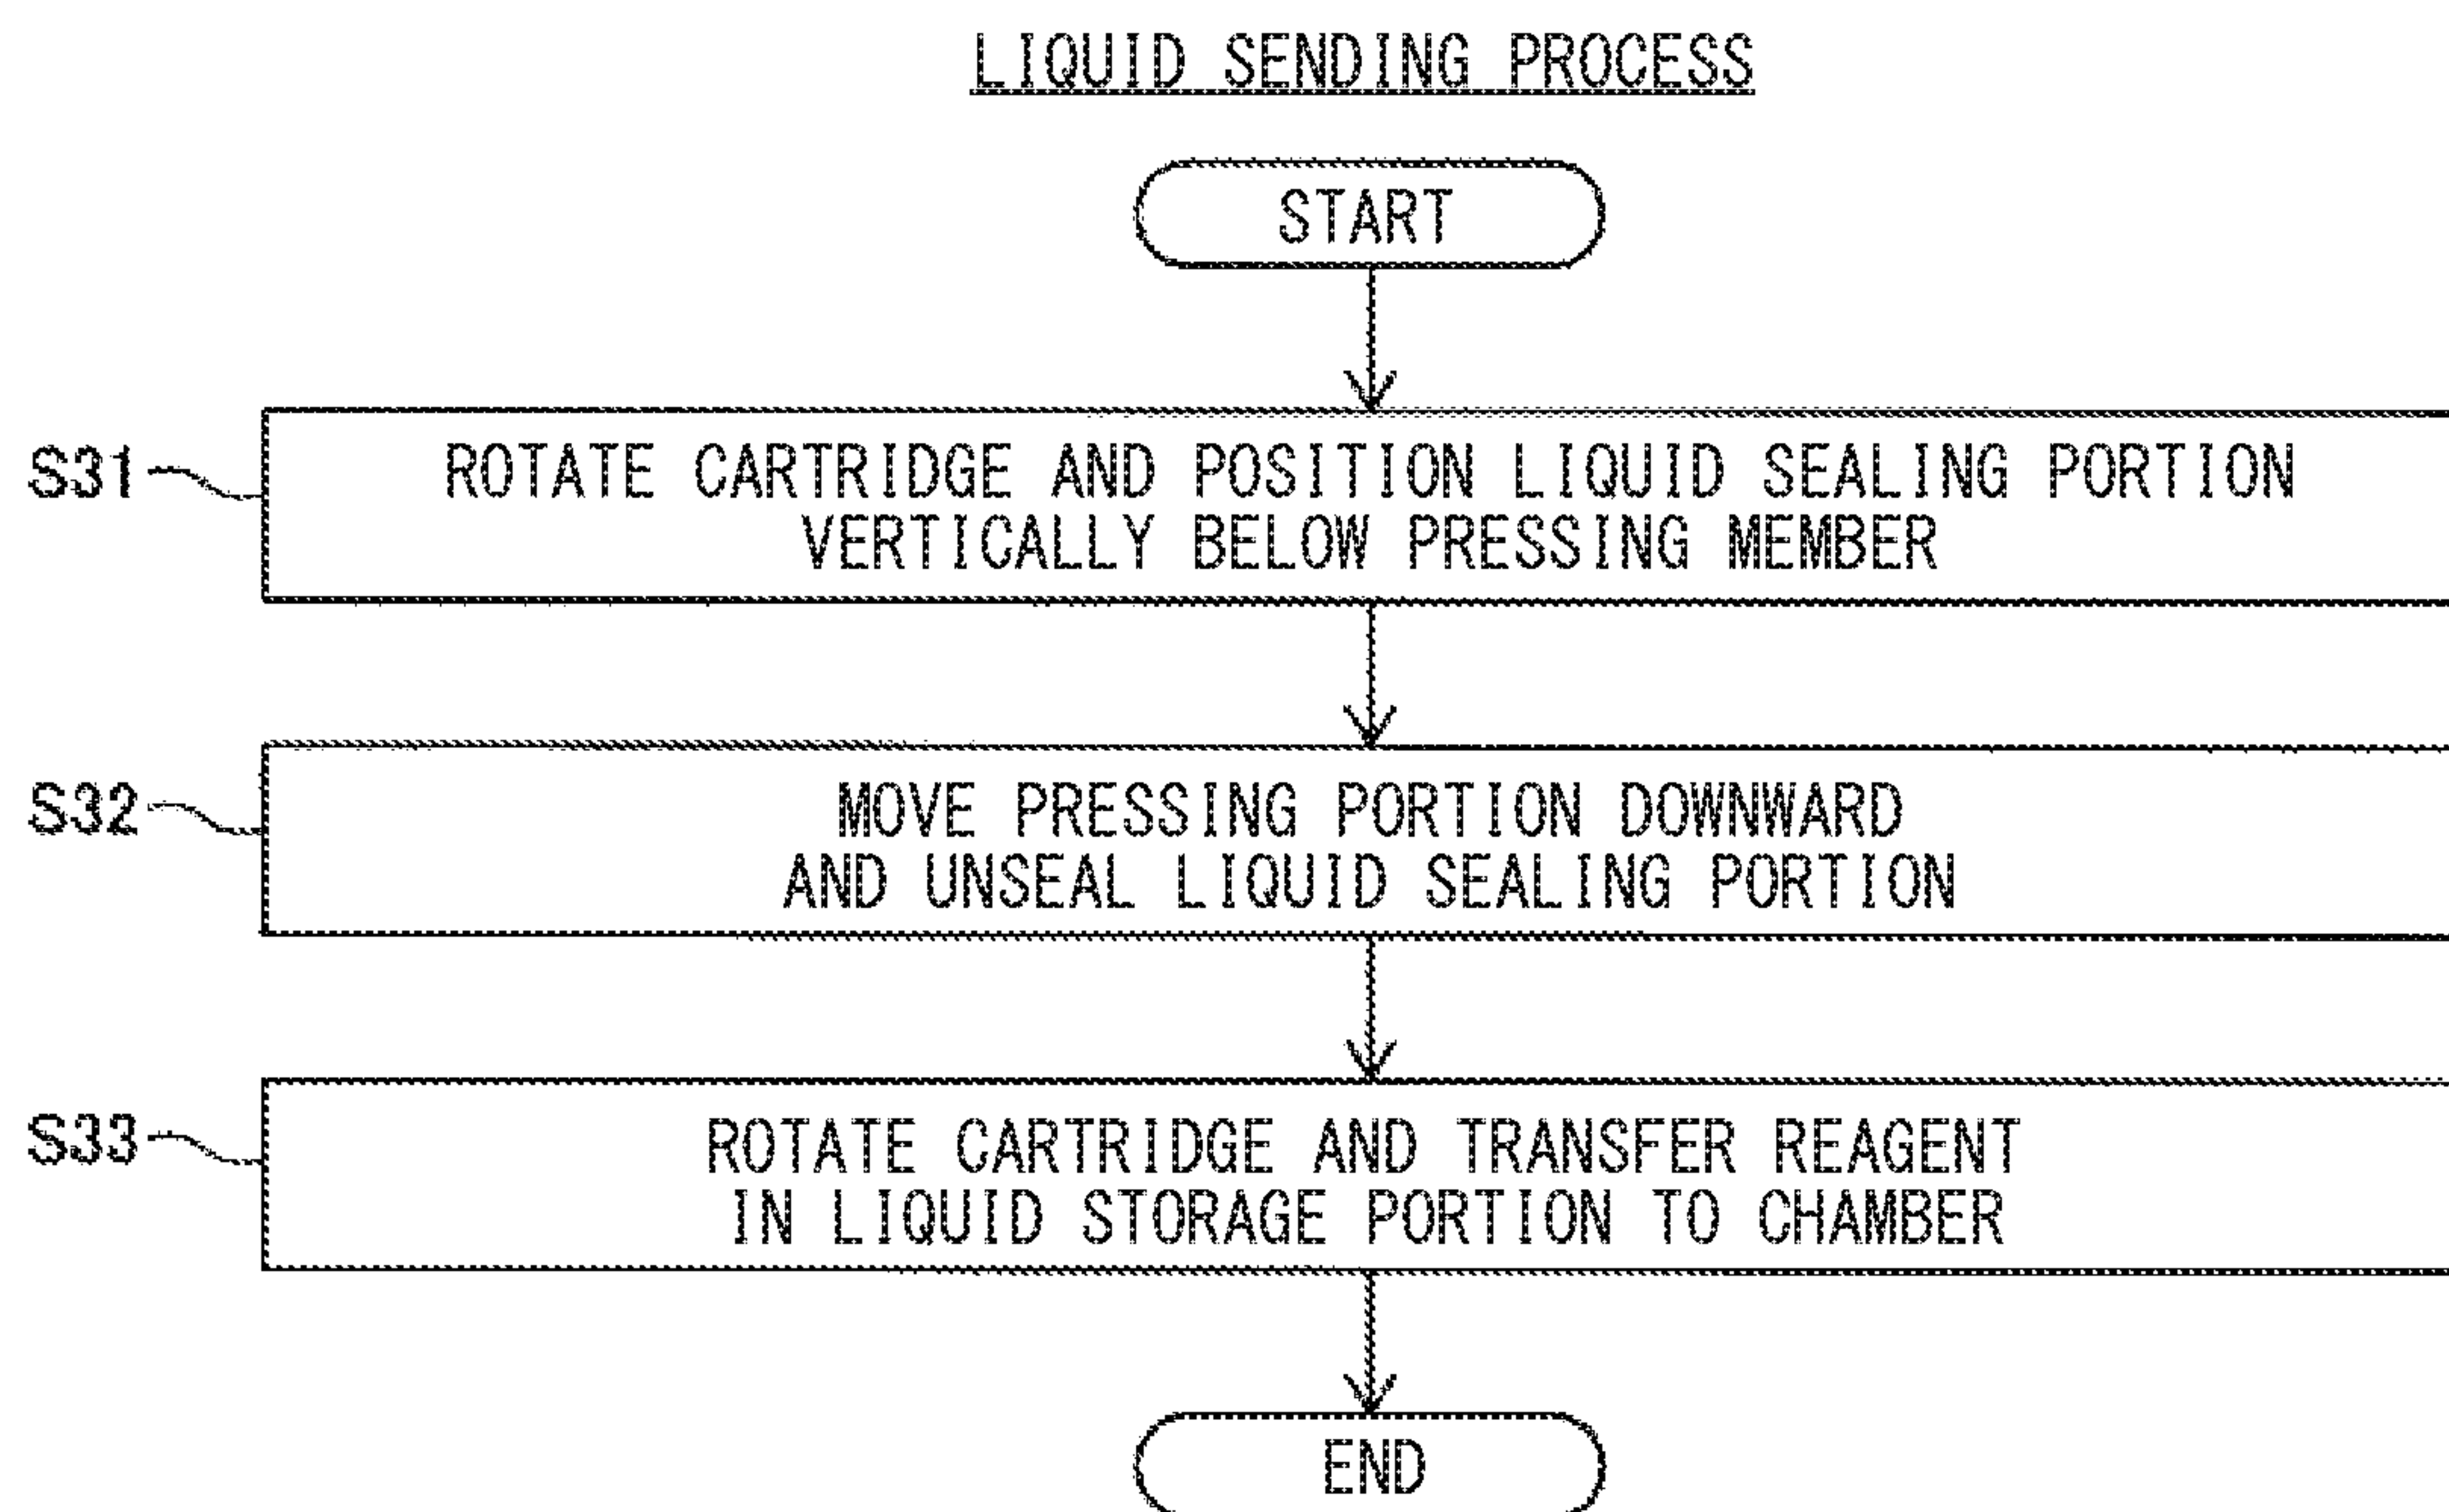 LIQUID SENDING PROCESS
START
S31
ROTATE CARTRIDGE AND POSITION LIQUID SEALING PORTION
VERTICALLY BELOW PRESSING MEMBER
S32
MOVE PRESSING PORTION DOWNWARD
AND UNSEAL LIQUID SEALING PORTION
S33
ROTATE CARTRIDGE AND TRANSFER REAGENT
IN LIQUID STORAGE PORTION TO CHAMBER
END